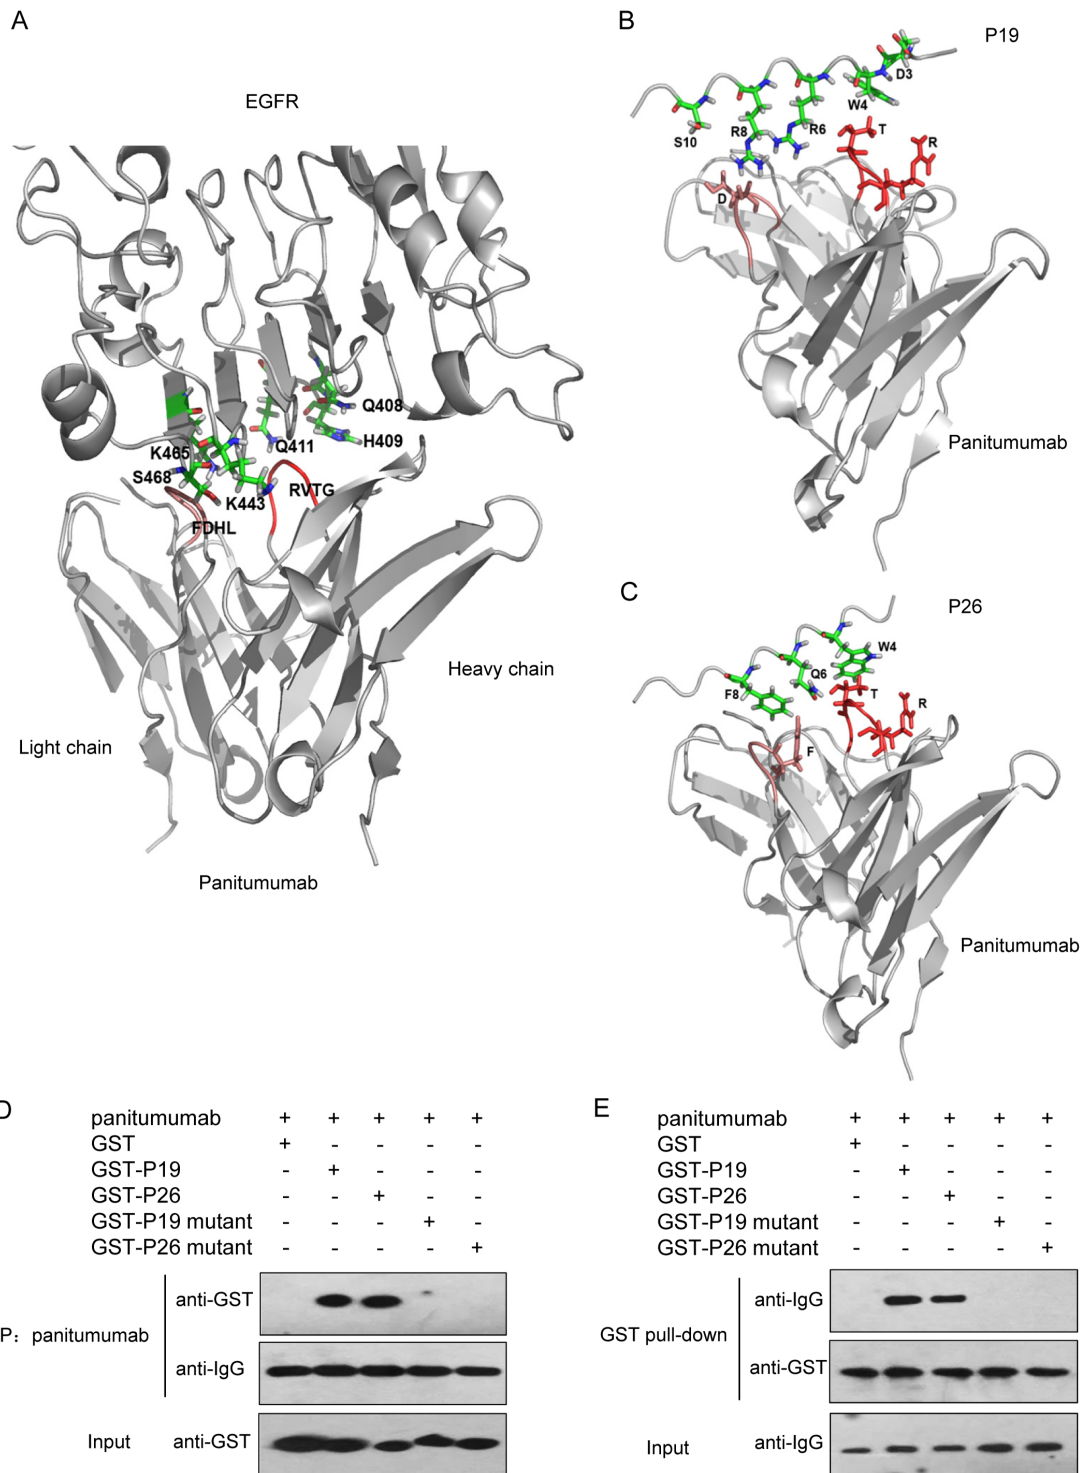 A
EGFR
Q408
H409
Q411
K465
S468
K443
RVTG
FDHL
Heavy chain
Light chain
Panitumumab
B
P19
D3
W4
R6
R8
S10
T
R
D
Panitumumab
C
P26
W4
Q6
F8
T
R
F
Panitumumab
D
panitumumab + + + + +
GST + - - - -
GST-P19 - + - - -
GST-P26 - - + - -
GST-P19 mutant - - - + -
GST-P26 mutant - - - - +
anti-GST
P: panitumumab
anti-IgG
Input anti-GST
E
panitumumab + + + + +
GST + - - - -
GST-P19 - + - - -
GST-P26 - - + - -
GST-P19 mutant - - - + -
GST-P26 mutant - - - - +
anti-IgG
GST pull-down
anti-GST
Input anti-IgG